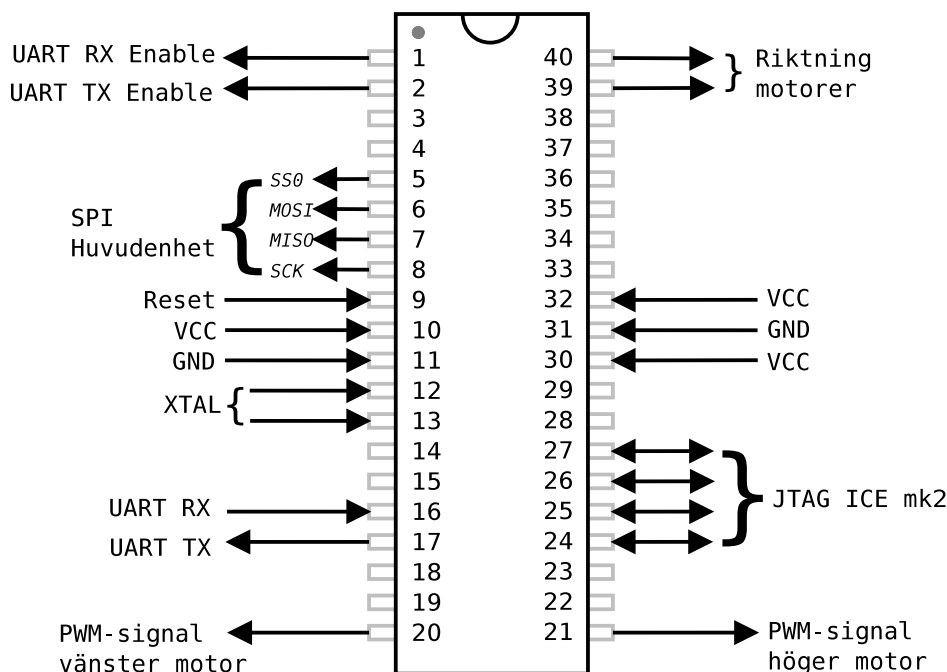 UART RX Enable
UART TX Enable
SPI
Huvudenhet
SS0
MOSI
MISO
SCK
Reset
VCC
GND
XTAL
UART RX
UART TX
PWM-signal
vänster motor
1
2
3
4
5
6
7
8
9
10
11
12
13
14
15
16
17
18
19
20
40
39
38
37
36
35
34
33
32
31
30
29
28
27
26
25
24
23
22
21
Riktning
motorer
VCC
GND
VCC
JTAG ICE mk2
PWM-signal
höger motor